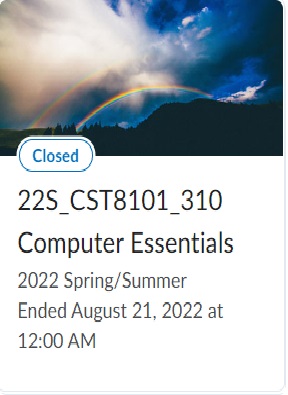 Closed
22S_CST8101_310
Computer Essentials
2022 Spring/Summer
Ended August 21, 2022 at
12:00 AM